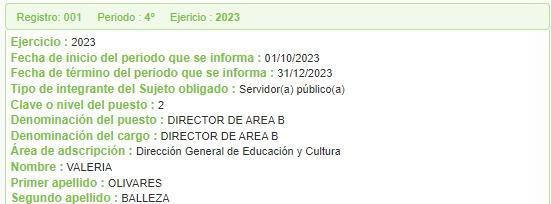 Registro: 001 Periodo : 4º Ejericio : 2023
Ejercicio : 2023
Fecha de inicio del periodo que se informa : 01/10/2023
Fecha de término del periodo que se informa : 31/12/2023
Tipo de integrante del Sujeto obligado : Servidor(a) público(a)
Clave o nivel del puesto : 2
Denominación del puesto : DIRECTOR DE AREA B
Denominación del cargo : DIRECTOR DE AREA B
Área de adscripción : Dirección General de Educación y Cultura
Nombre : VALERIA
Primer apellido : OLIVARES
Segundo apellido : BALLEZA